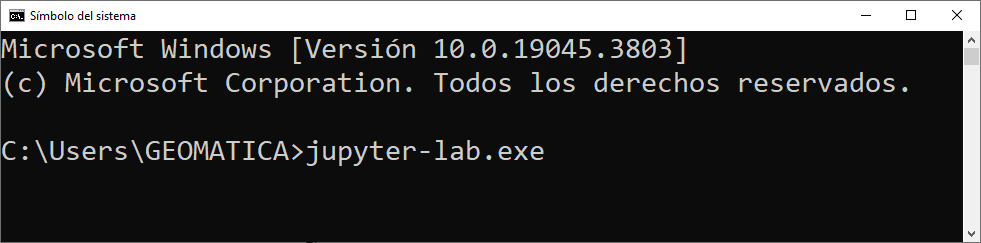 Símbolo del sistema
Microsoft Windows [Versión 10.0.19045.3803]
(c) Microsoft Corporation. Todos los derechos reservados.
C:\Users\GEOMATICA>jupyter-lab.exe